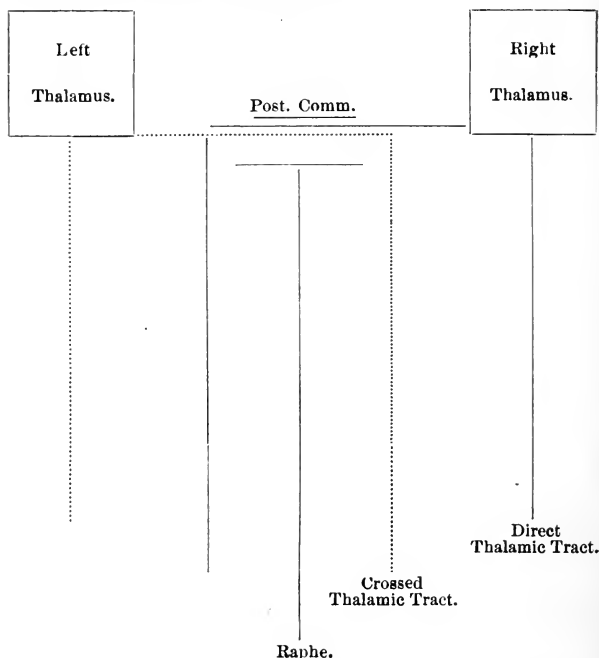 Left
Thalamus.
Right
Thalamus.
Post. Comm.
Direct
Thalamic Tract.
Crossed
Thalamic Tract.
Raphe.